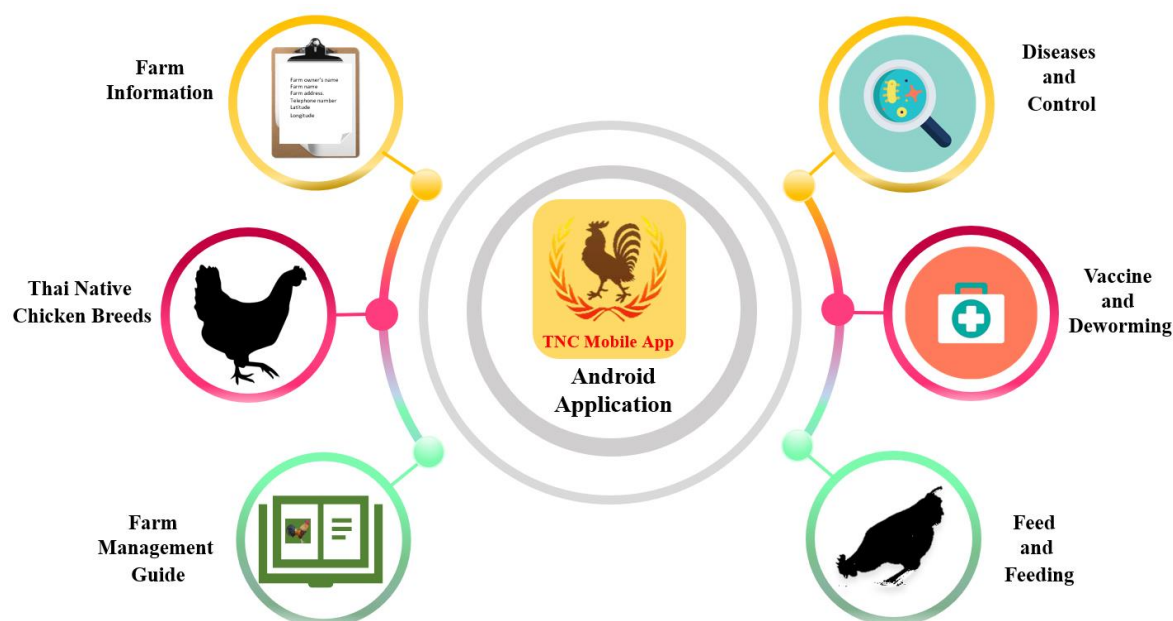 Farm
Information
Farm owner's name
Farm name
Farm address.
Telephone number
Latitude
Longitude
Thai Native
Chicken Breeds
Farm
Management
Guide
TNC Mobile App
Android
Application
Diseases
and
Control
Vaccine
and
Deworming
Feed
and
Feeding